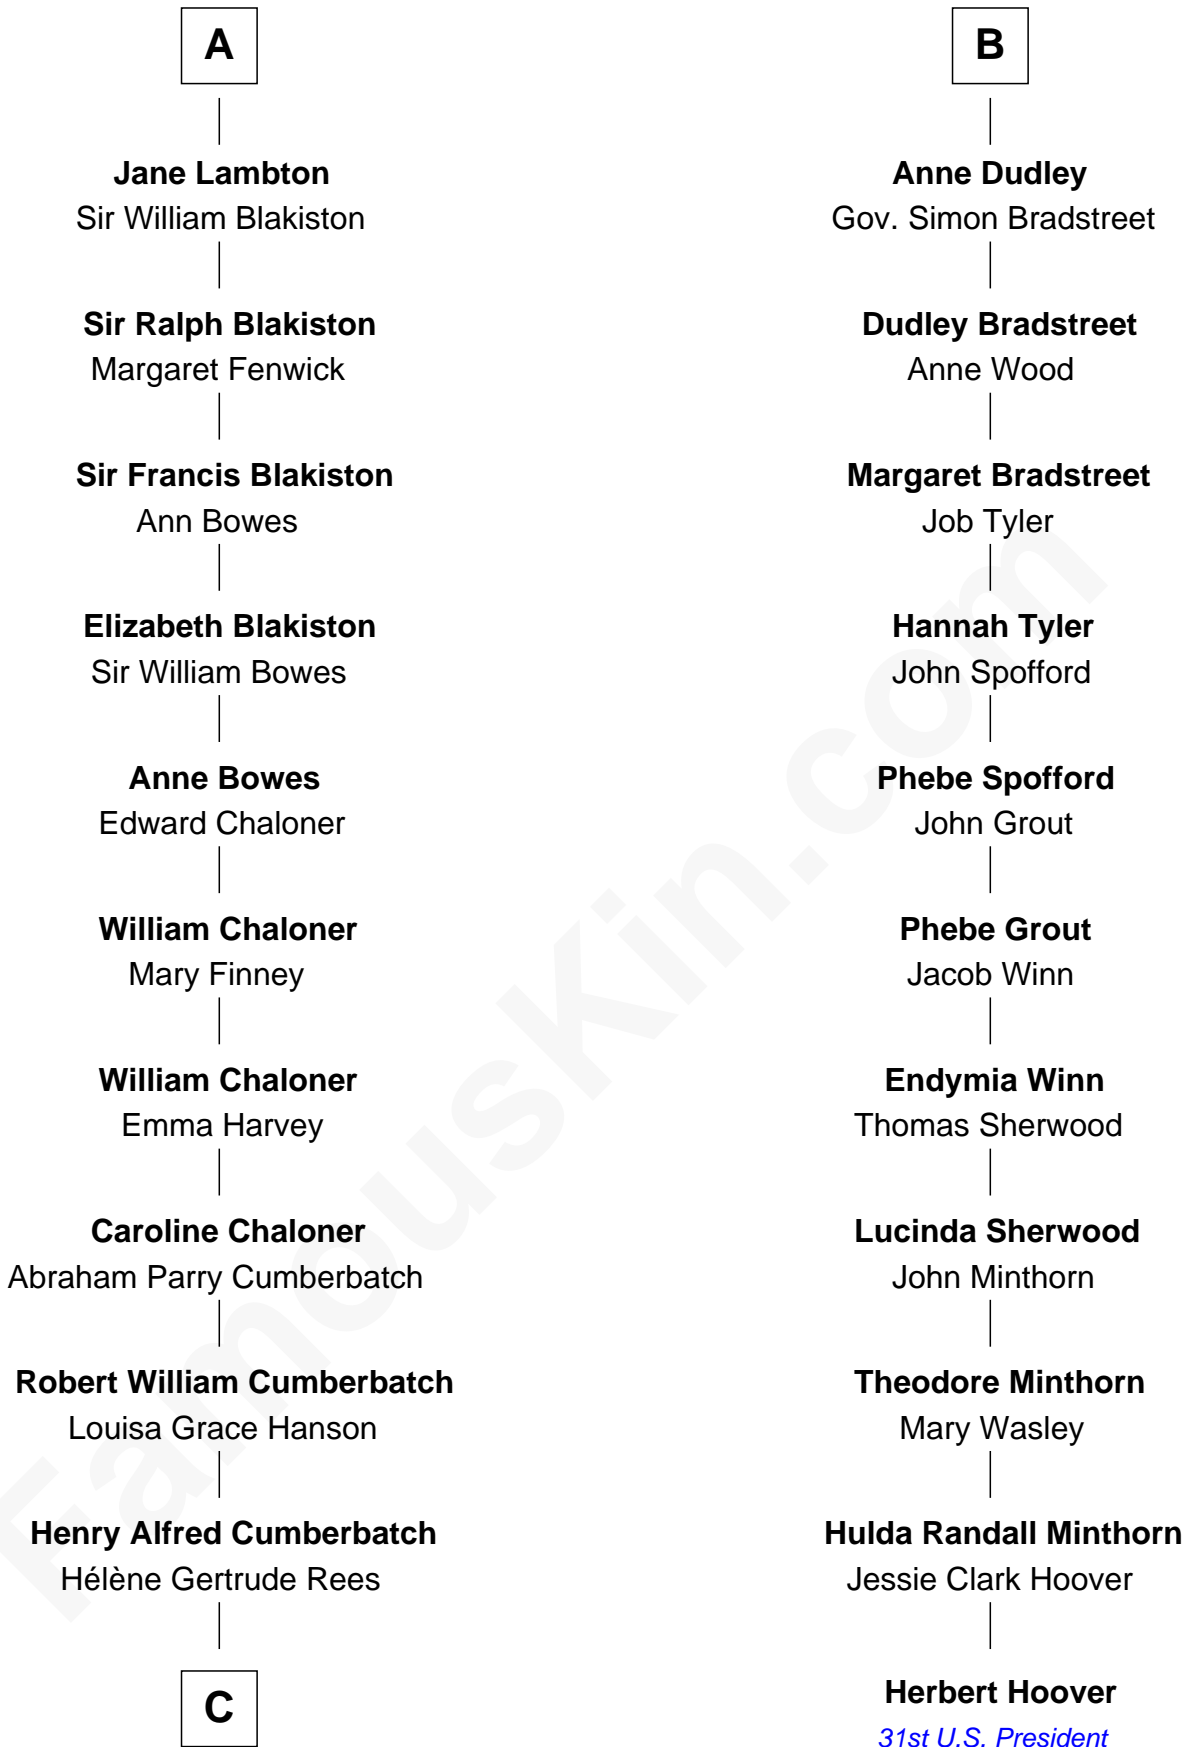 A
Jane Lambton
Sir William Blakiston
Sir Ralph Blakiston
Margaret Fenwick
Sir Francis Blakiston
Ann Bowes
Elizabeth Blakiston
Sir William Bowes
Anne Bowes
Edward Chaloner
William Chaloner
Mary Finney
William Chaloner
Emma Harvey
Caroline Chaloner
Abraham Parry Cumberbatch
Robert William Cumberbatch
Louisa Grace Hanson
Henry Alfred Cumberbatch
Hélène Gertrude Rees
C
B
Anne Dudley
Gov. Simon Bradstreet
Dudley Bradstreet
Anne Wood
Margaret Bradstreet
Job Tyler
Hannah Tyler
John Spofford
Phebe Spofford
John Grout
Phebe Grout
Jacob Winn
Endymia Winn
Thomas Sherwood
Lucinda Sherwood
John Minthorn
Theodore Minthorn
Mary Wasley
Hulda Randall Minthorn
Jessie Clark Hoover
Herbert Hoover
31st U.S. President
FamousKin.com